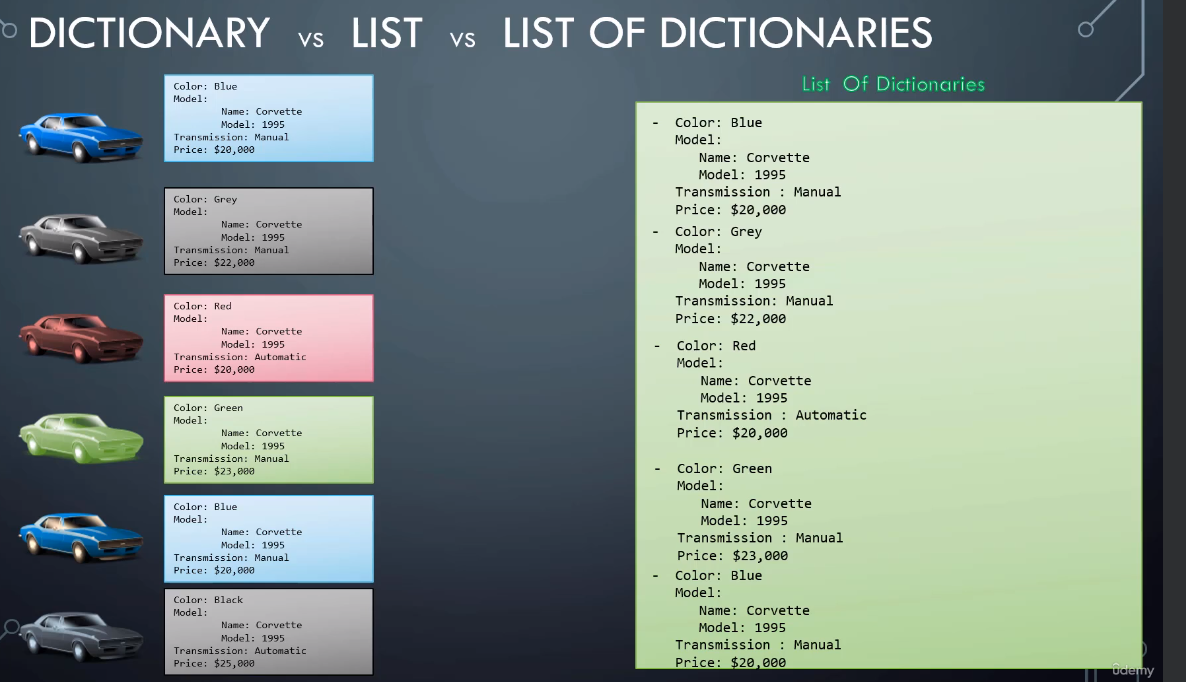 DICTIONARY vs LIST vs LIST OF DICTIONARIES
Color: Blue
Model:
Name: Corvette
Model: 1995
Transmission: Manual
Price: $20,000
Color: Grey
Model:
Name: Corvette
Model: 1995
Transmission: Manual
Price: $22,000
Color: Red
Model:
Name: Corvette
Model: 1995
Transmission: Automatic
Price: $20,000
Color: Green
Model:
Name: Corvette
Model: 1995
Transmission: Manual
Price: $23,000
Color: Blue
Model:
Name: Corvette
Model: 1995
Transmission: Manual
Price: $20,000
Color: Black
Model:
Name: Corvette
Model: 1995
Transmission: Automatic
Price: $25,000
List Of Dictionaries
- Color: Blue
Model:
Name: Corvette
Model: 1995
Transmission : Manual
Price: $20,000
- Color: Grey
Model:
Name: Corvette
Model: 1995
Transmission: Manual
Price: $22,000
- Color: Red
Model:
Name: Corvette
Model: 1995
Transmission : Automatic
Price: $20,000
- Color: Green
Model:
Name: Corvette
Model: 1995
Transmission : Manual
Price: $23,000
- Color: Blue
Model:
Name: Corvette
Model: 1995
Transmission : Manual
Price: $20,000
ûdemy